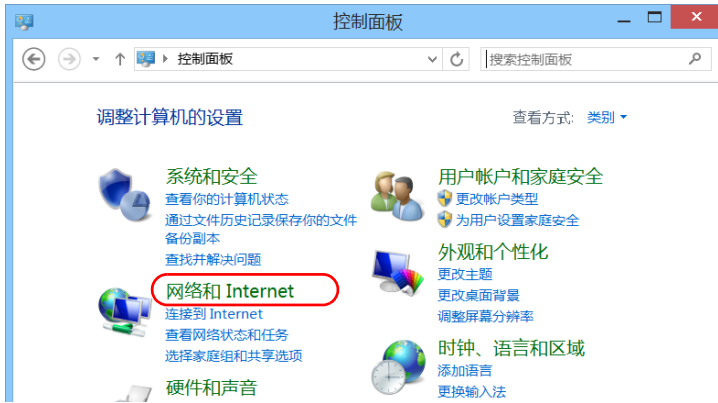 控制面板
控制面板
搜索控制面板
调整计算机的设置
查看方式: 类别
系统和安全
查看你的计算机状态
通过文件历史记录保存你的文件
备份副本
查找并解决问题
网络和 Internet
连接到 Internet
查看网络状态和任务
选择家庭组和共享选项
硬件和声音
用户帐户和家庭安全
更改帐户类型
为用户设置家庭安全
外观和个性化
更改主题
更改桌面背景
调整屏幕分辨率
时钟、语言和区域
添加语言
更换输入法